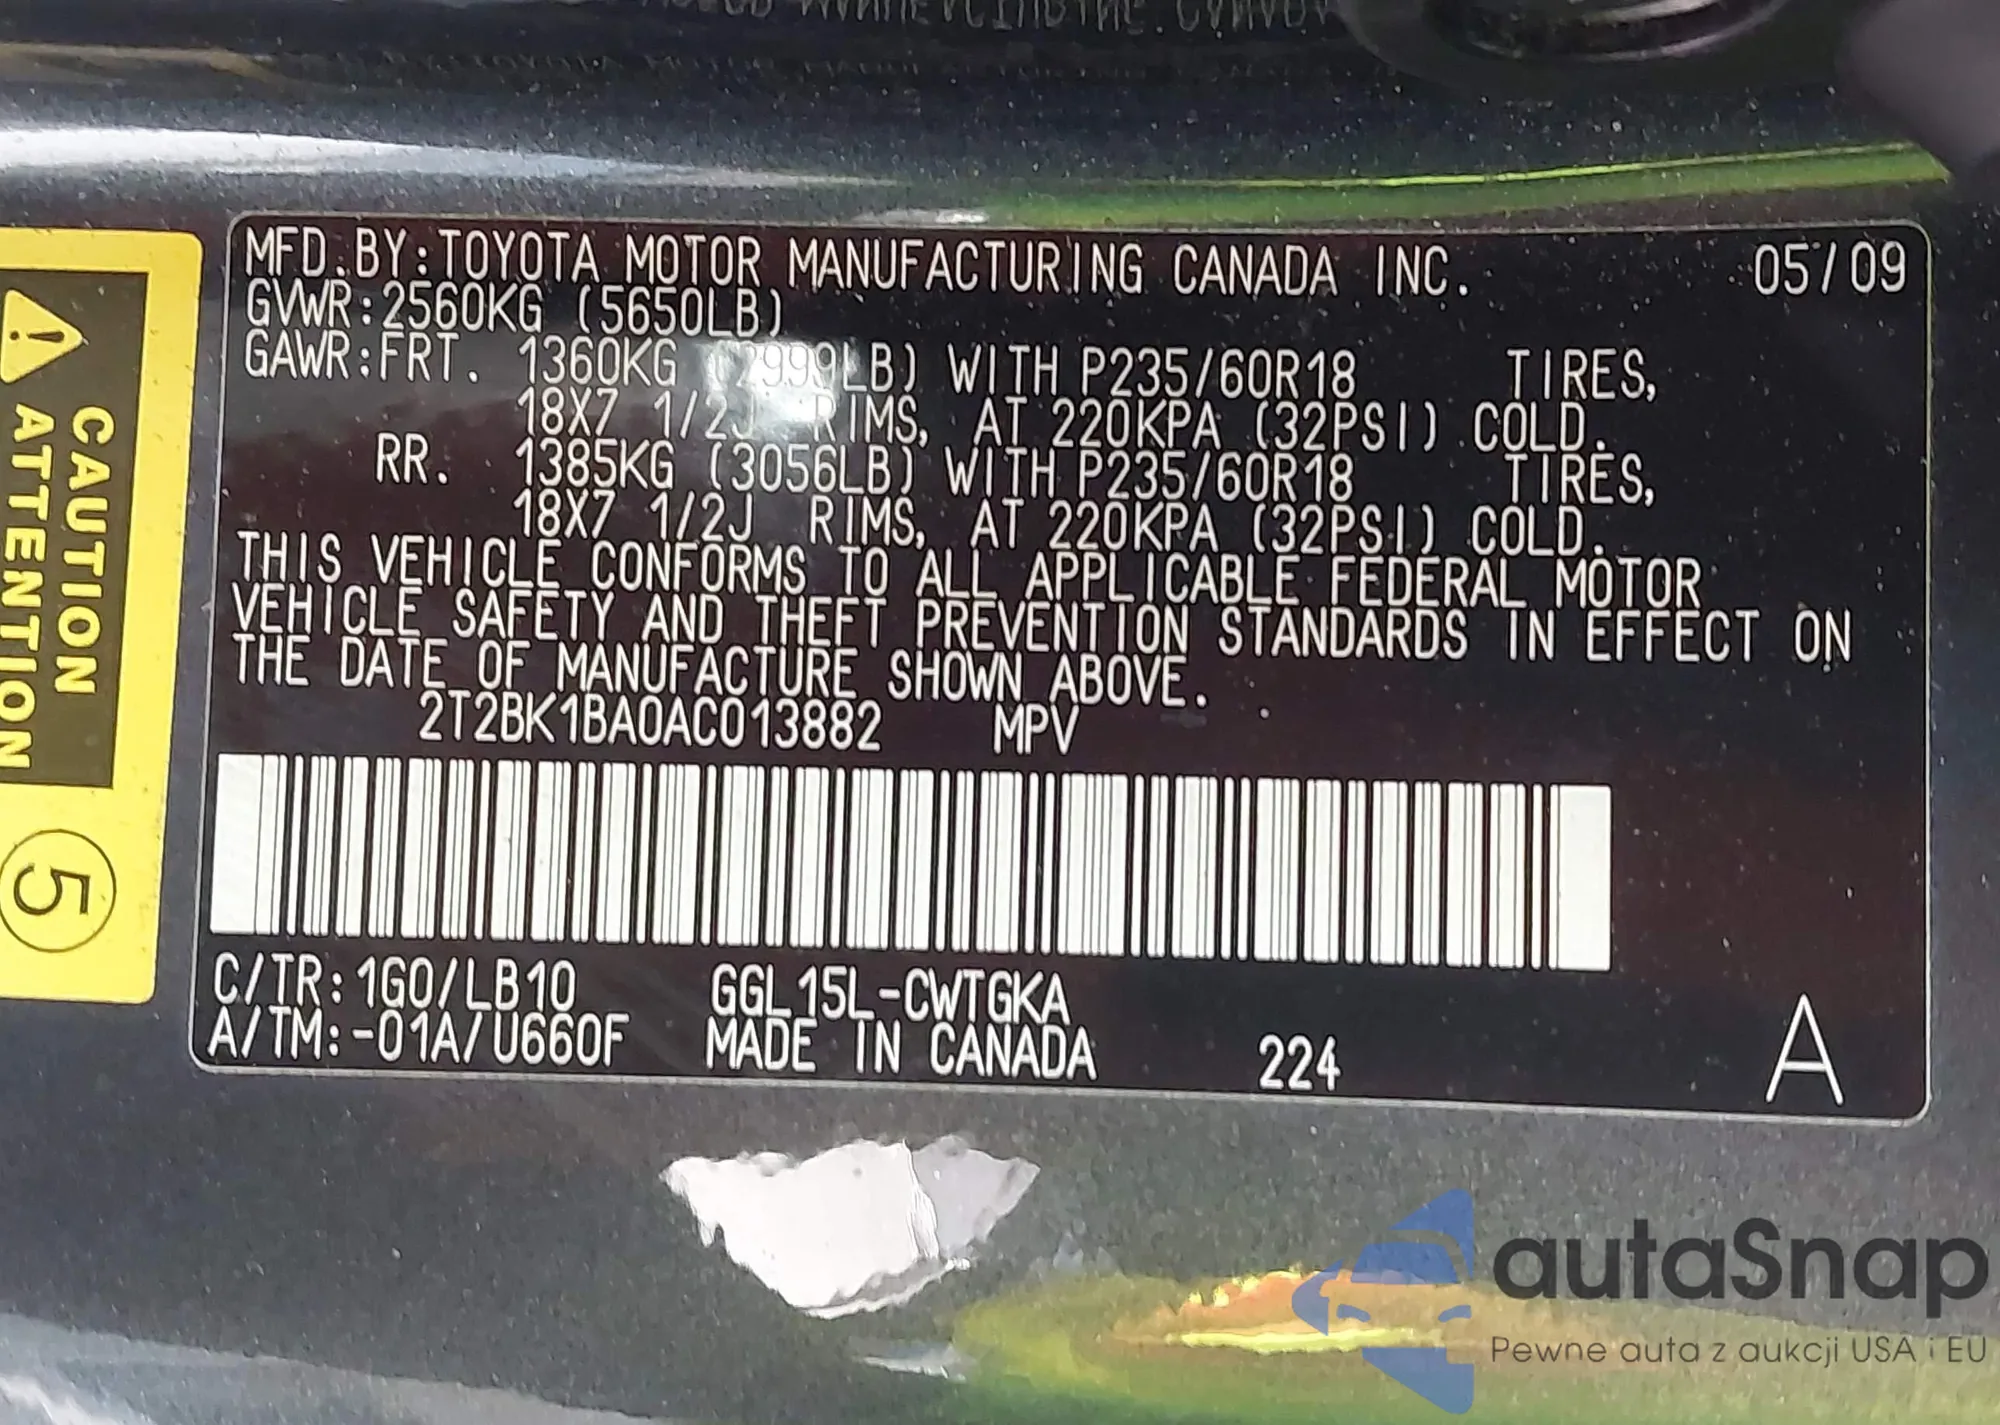 MFD.BY:TOYOTA MOTOR MANUFACTURING CANADA INC. 05/09
GVWR:2560KG (5650LB)
GAWR:FRT. 1360KG (2999LB) WITH P235/60R18 TIRES,
18X7 1/2J RIMS, AT 220KPA (32PSI) COLD.
RR. 1385KG (3056LB) WITH P235/60R18 TIRES,
18X7 1/2J RIMS, AT 220KPA (32PSI) COLD.
THIS VEHICLE CONFORMS TO ALL APPLICABLE FEDERAL MOTOR
VEHICLE SAFETY AND THEFT PREVENTION STANDARDS IN EFFECT ON
THE DATE OF MANUFACTURE SHOWN ABOVE.
2T2BK1BA0AC013882 MPV
C/TR:1G0/LB10 GGL15L-CWTGKA
A/TM:-01A/U660F MADE IN CANADA 224 A
CAUTION
ATTENTION
5
autaSnap
Pewne auta z aukcji USA i EU